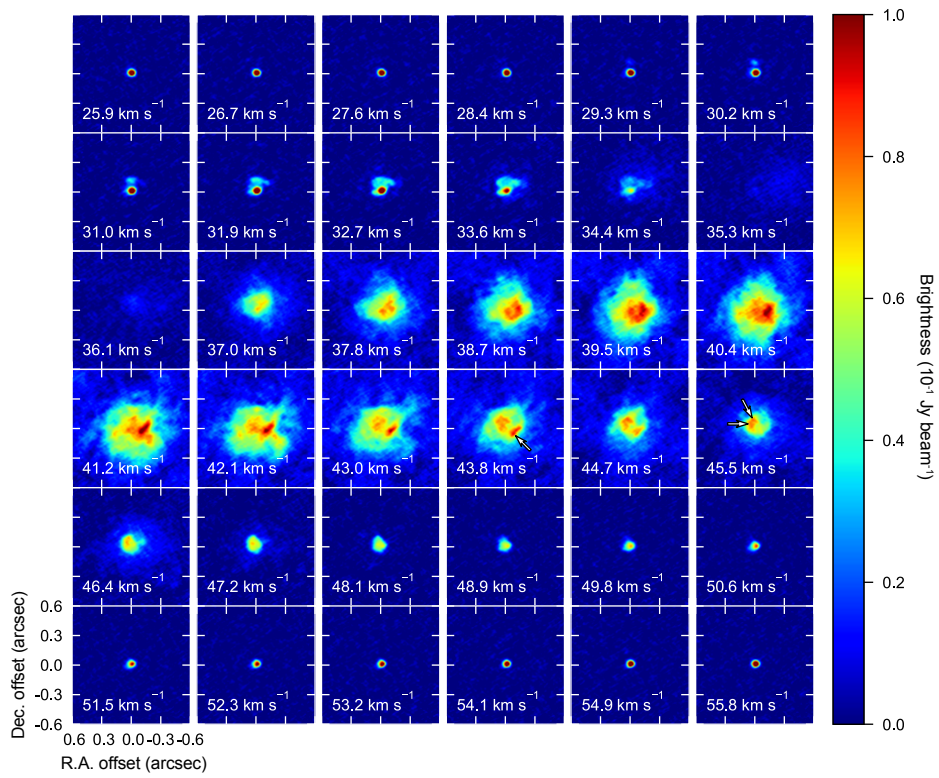 25.9 km s⁻¹ 26.7 km s⁻¹ 27.6 km s⁻¹ 28.4 km s⁻¹ 29.3 km s⁻¹ 30.2 km s⁻¹
31.0 km s⁻¹ 31.9 km s⁻¹ 32.7 km s⁻¹ 33.6 km s⁻¹ 34.4 km s⁻¹ 35.3 km s⁻¹
36.1 km s⁻¹ 37.0 km s⁻¹ 37.8 km s⁻¹ 38.7 km s⁻¹ 39.5 km s⁻¹ 40.4 km s⁻¹
41.2 km s⁻¹ 42.1 km s⁻¹ 43.0 km s⁻¹ 43.8 km s⁻¹ 44.7 km s⁻¹ 45.5 km s⁻¹
46.4 km s⁻¹ 47.2 km s⁻¹ 48.1 km s⁻¹ 48.9 km s⁻¹ 49.8 km s⁻¹ 50.6 km s⁻¹
51.5 km s⁻¹ 52.3 km s⁻¹ 53.2 km s⁻¹ 54.1 km s⁻¹ 54.9 km s⁻¹ 55.8 km s⁻¹
Dec. offset (arcsec)
0.6
0.3
0.0
-0.3
-0.6
0.6 0.3 0.0 -0.3 -0.6
R.A. offset (arcsec)
1.0
0.8
0.6
0.4
0.2
0.0
Brightness (10⁻¹ Jy beam⁻¹)